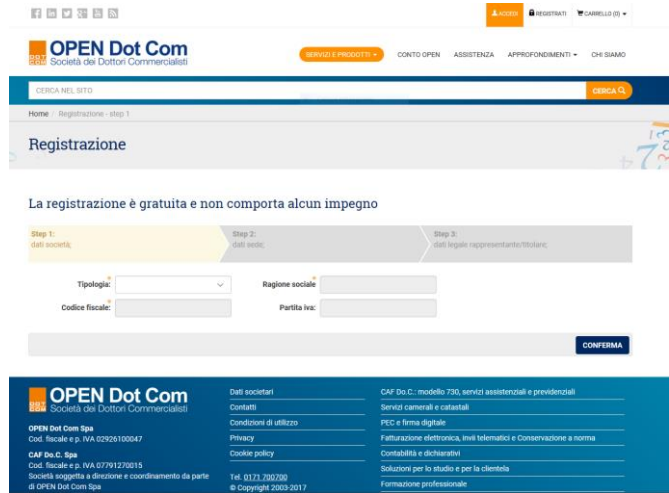 ACCEDI REGISTRATI CARRELLO (0)
OPEN Dot Com
Società dei Dottori Commercialisti
SERVIZI E PRODOTTI CONTO OPEN ASSISTENZA APPROFONDIMENTI CHI SIAMO
CERCA NEL SITO CERCA
Home / Registrazione - step 1
Registrazione
La registrazione è gratuita e non comporta alcun impegno
Step 1: Step 2: Step 3:
dati società; dati sede; dati legale rappresentante/titolare;
Tipologia:* Ragione sociale*
Codice fiscale:* Partita iva:
CONFERMA
OPEN Dot Com
Società dei Dottori Commercialisti
OPEN Dot Com Spa
Cod. fiscale e p. IVA 02926100047
CAF Do.C. Spa
Cod. fiscale e p. IVA 07791270015
Società soggetta a direzione e coordinamento da parte
di OPEN Dot Com Spa
Dati societari
Contatti
Condizioni di utilizzo
Privacy
Cookie policy
Tel. 0171 700700
© Copyright 2003-2017
CAF Do.C.: modello 730, servizi assistenziali e previdenziali
Servizi camerali e catastali
PEC e firma digitale
Fatturazione elettronica, invii telematici e Conservazione a norma
Contabilità e dichiarativi
Soluzioni per lo studio e per la clientela
Formazione professionale